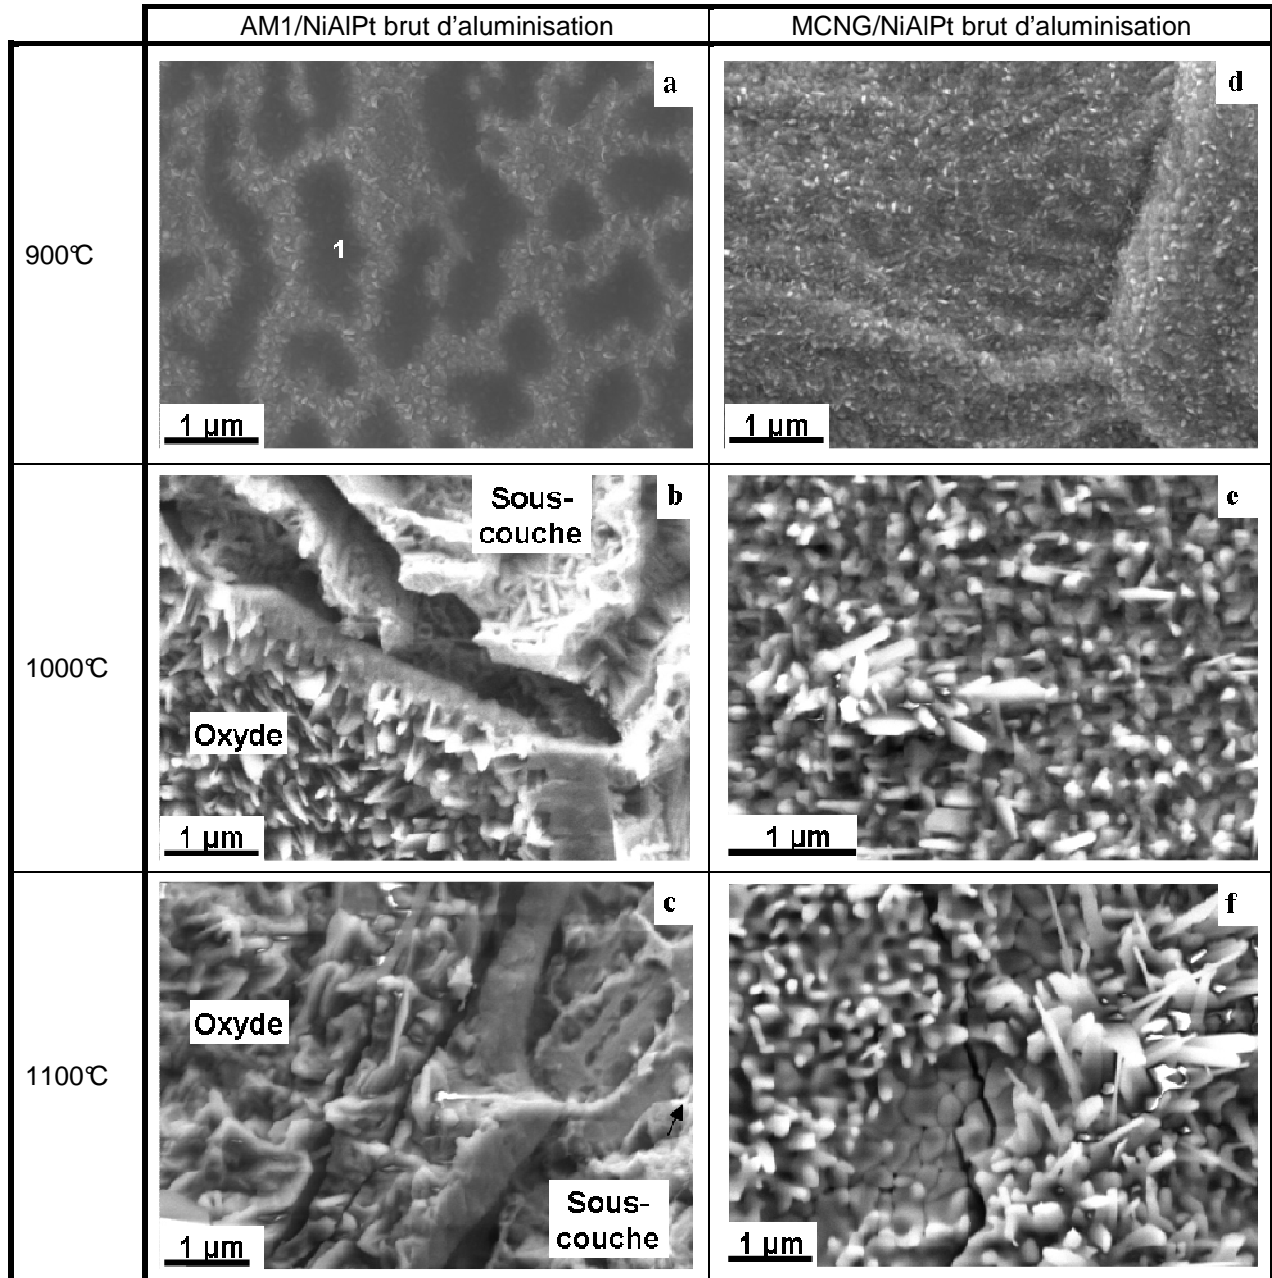 AM1/NiAlPt brut d'aluminisation
MCNG/NiAlPt brut d'aluminisation
900°C
a
1
1 µm
d
1 µm
1000°C
b
Sous-
couche
Oxyde
1 µm
e
1 µm
1100°C
c
Oxyde
Sous-
couche
1 µm
f
1 µm